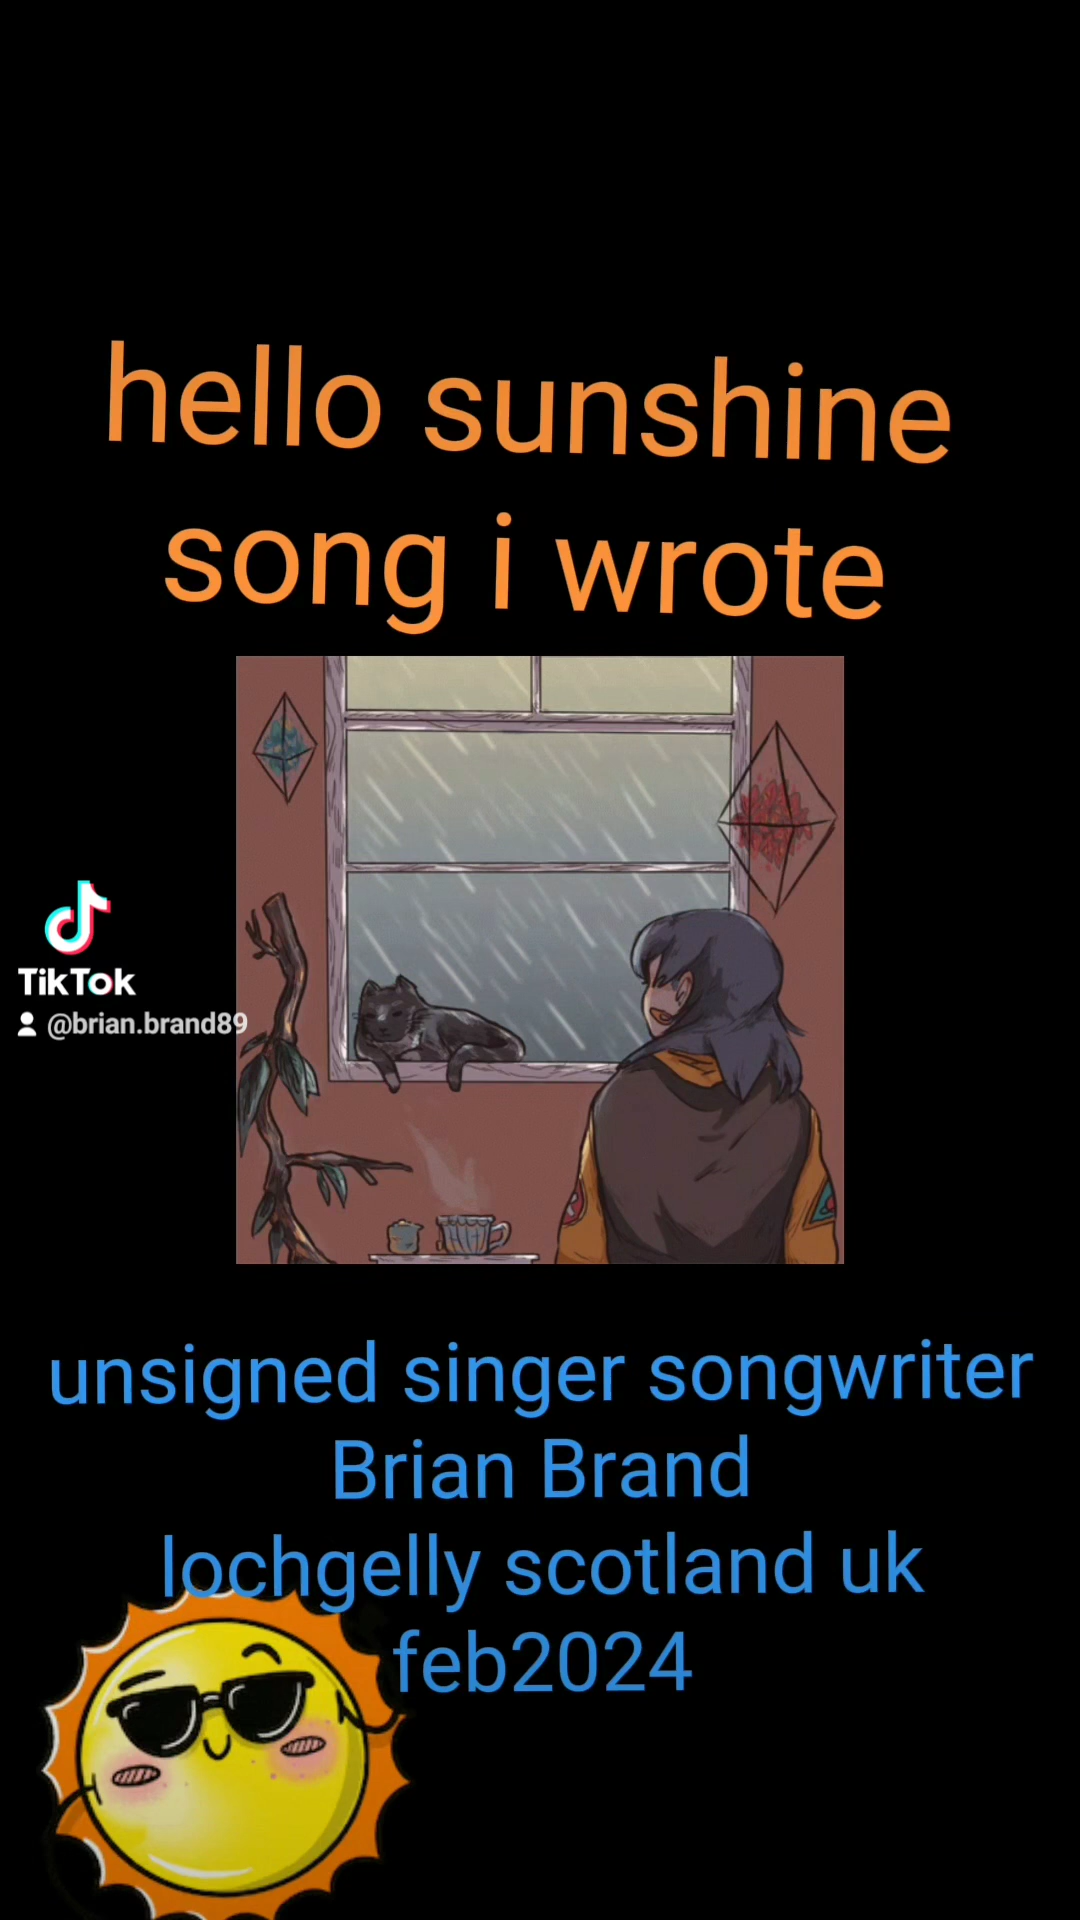 hello sunshine
song i wrote
TikTok
@brian.brand89
unsigned singer songwriter
Brian Brand
lochgelly scotland uk
feb2024